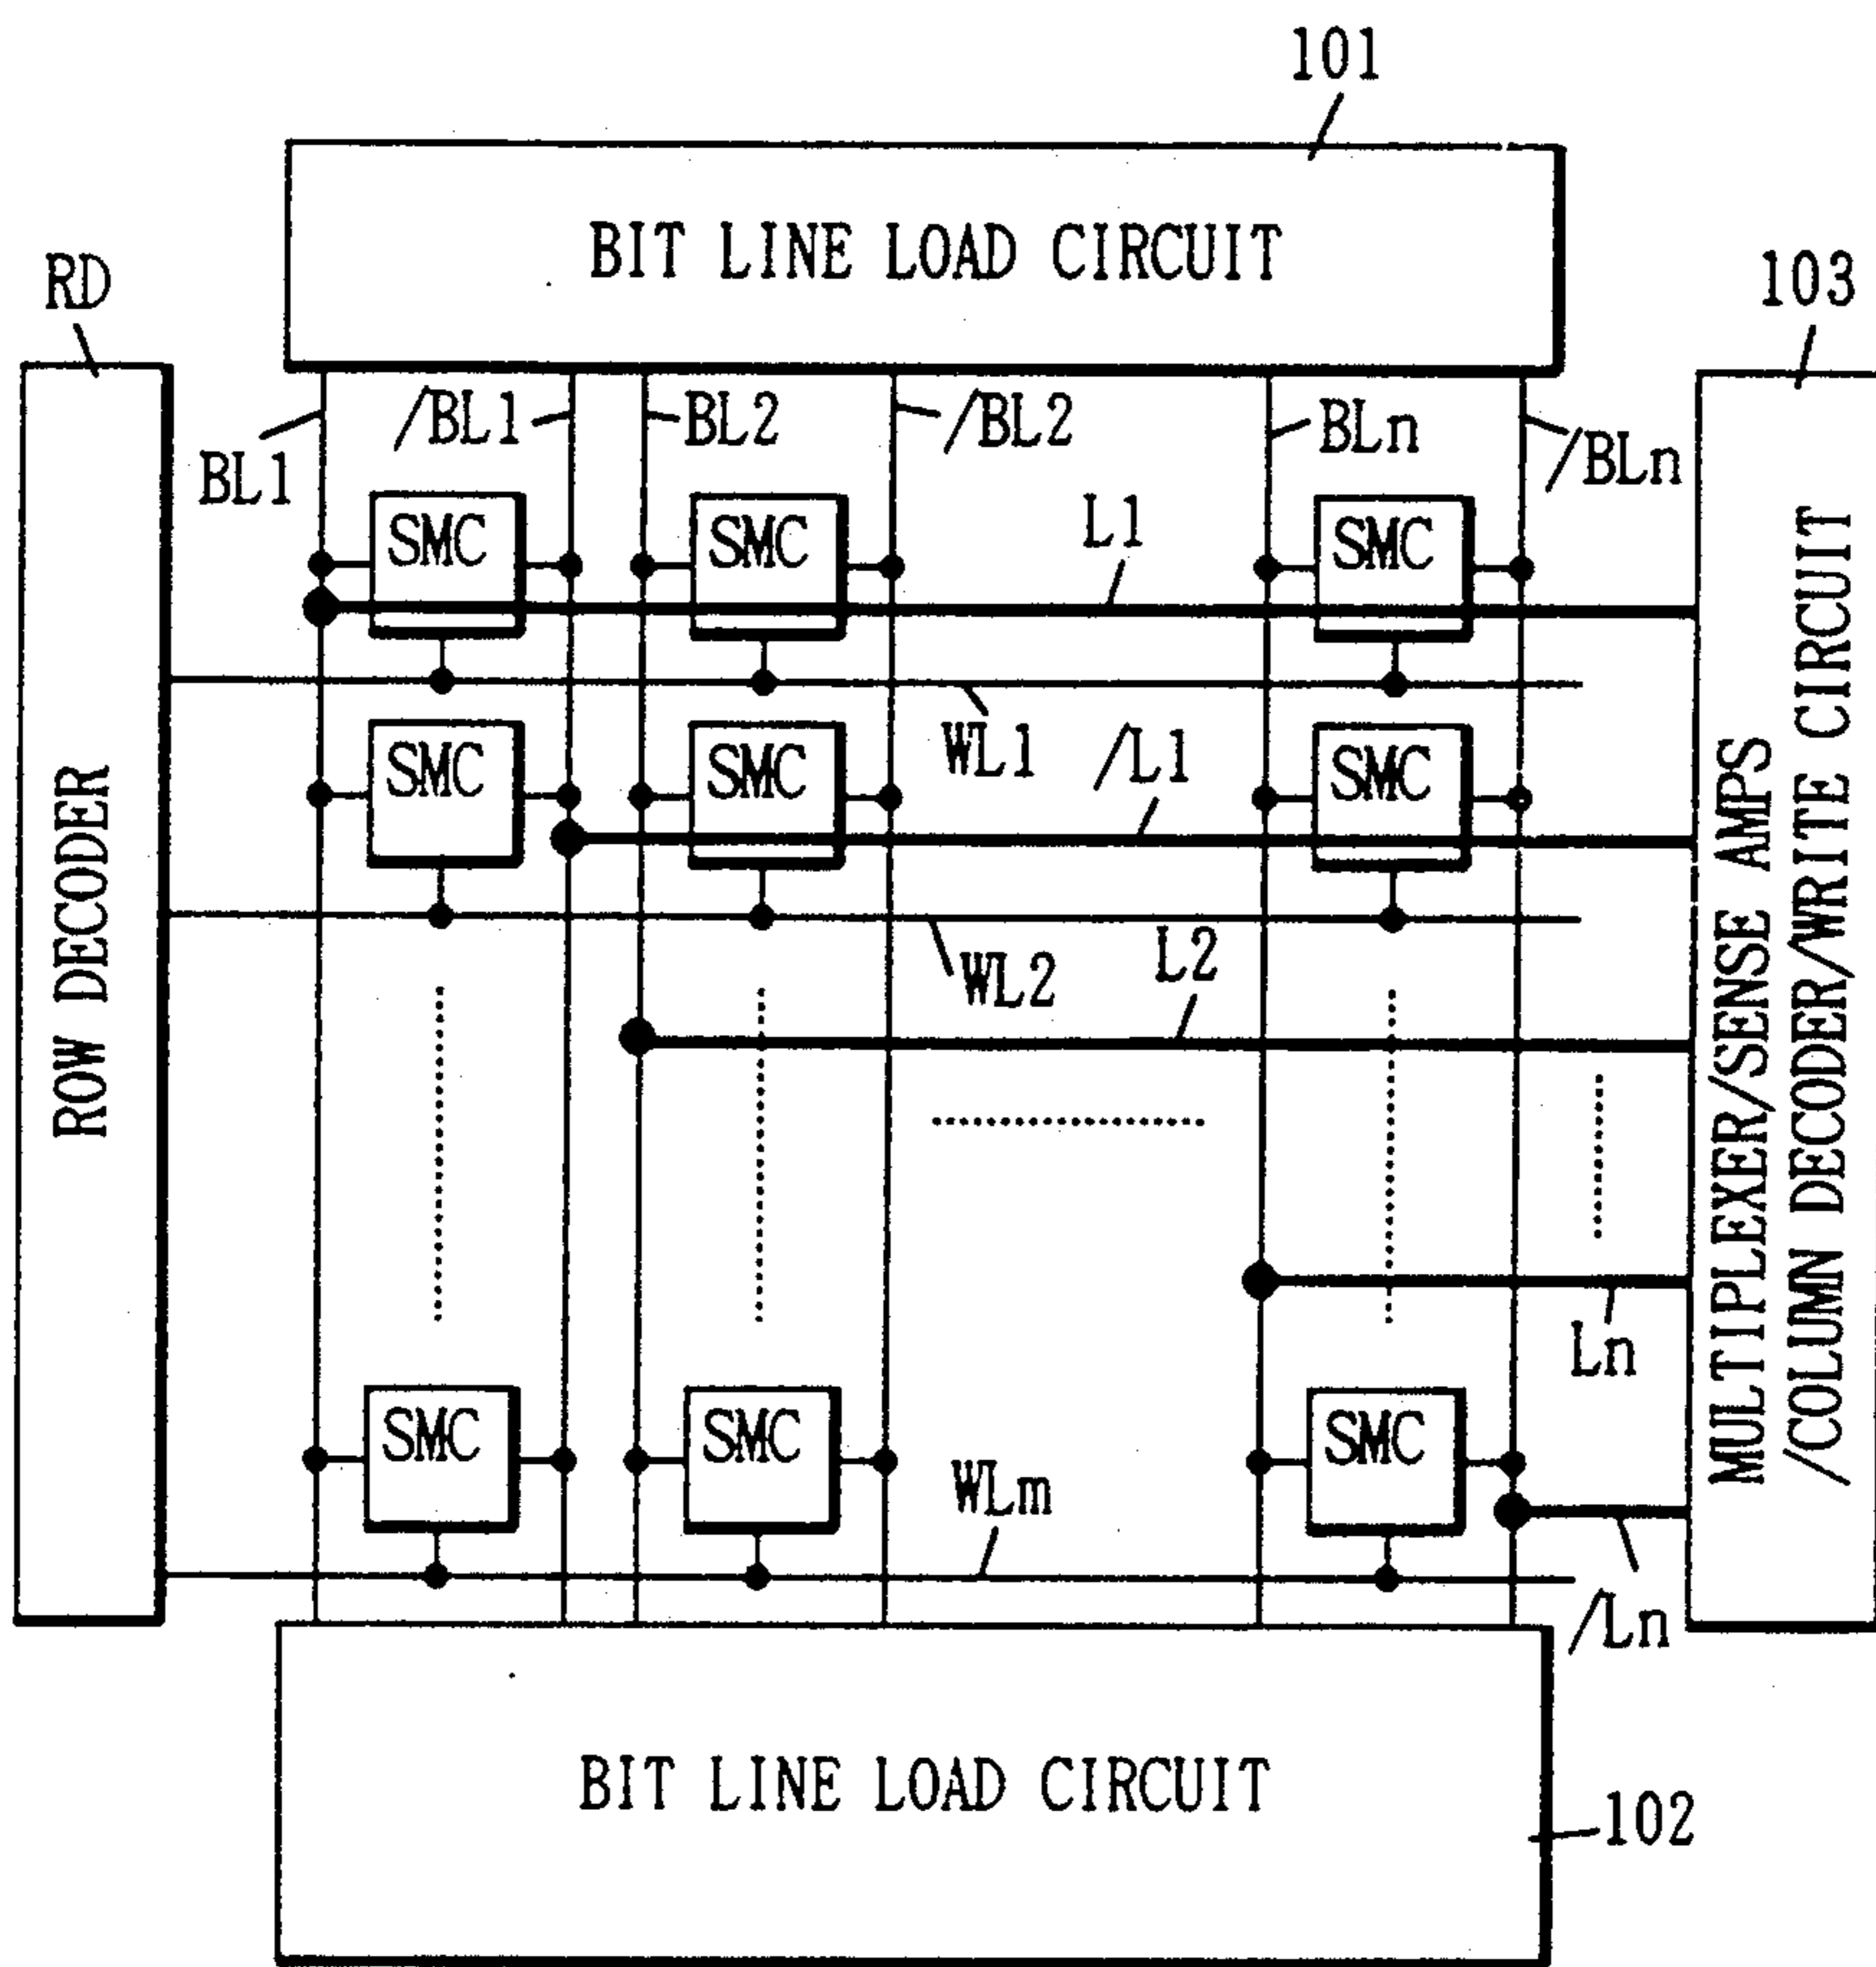 101
BIT LINE LOAD CIRCUIT
RD
103
BL1
/BL1
BL2
/BL2
BLn
/BLn
SMC
SMC
SMC
L1
WL1
SMC
SMC
SMC
/L1
WL2
L2
ROW DECODER
MULTIPLEXER/SENSE AMPS
/COLUMN DECODER/WRITE CIRCUIT
Ln
SMC
SMC
SMC
WLm
/Ln
BIT LINE LOAD CIRCUIT
102